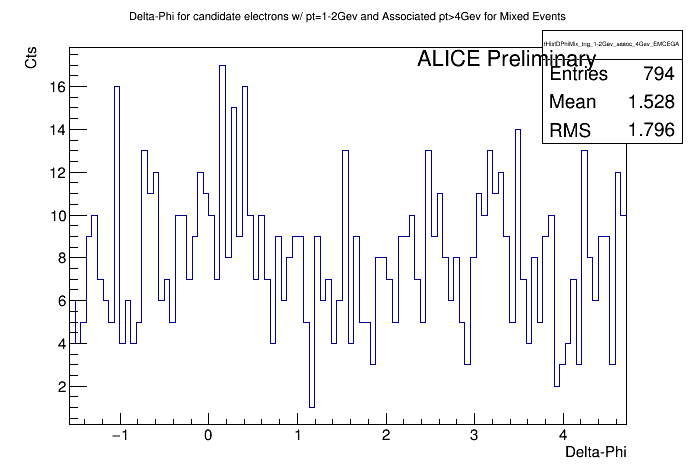 Delta-Phi for candidate electrons w/ pt=1-2Gev and Associated pt>4Gev for Mixed Events
Cts
ALICE Preliminary
fHistDPhiMix_trig_1-2Gev_assoc_4Gev_EMCEGA
Entries 794
Mean 1.528
RMS 1.796
16
14
12
10
8
6
4
2
−1 0 1 2 3 4
Delta-Phi